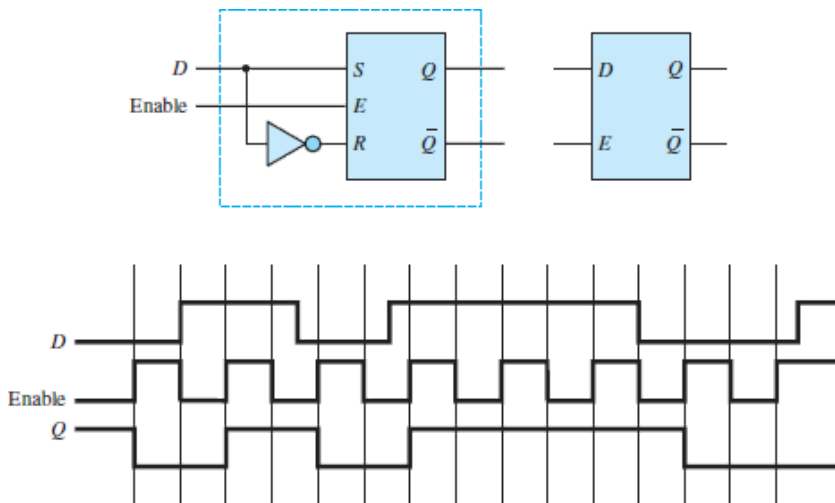 D S Q D Q
Enable E
R Q̅ E Q̅
D
Enable
Q